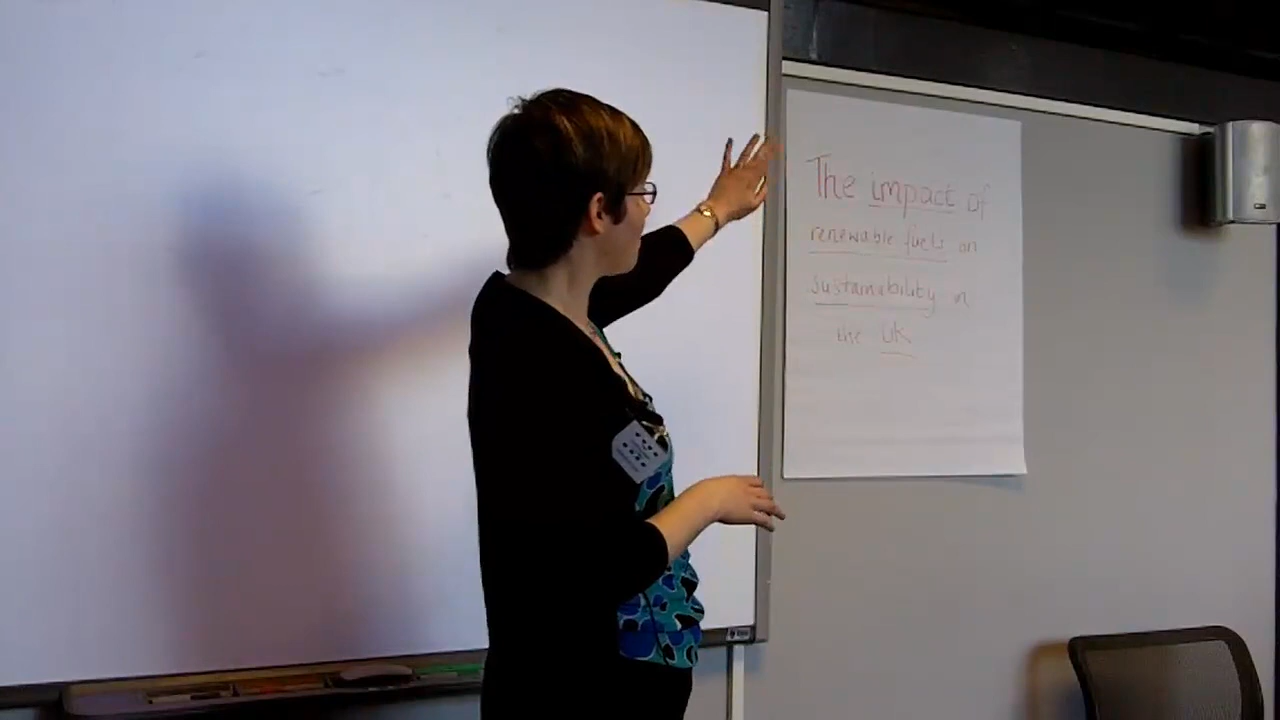 The impact of
renewable fuels on
sustainability in
the UK